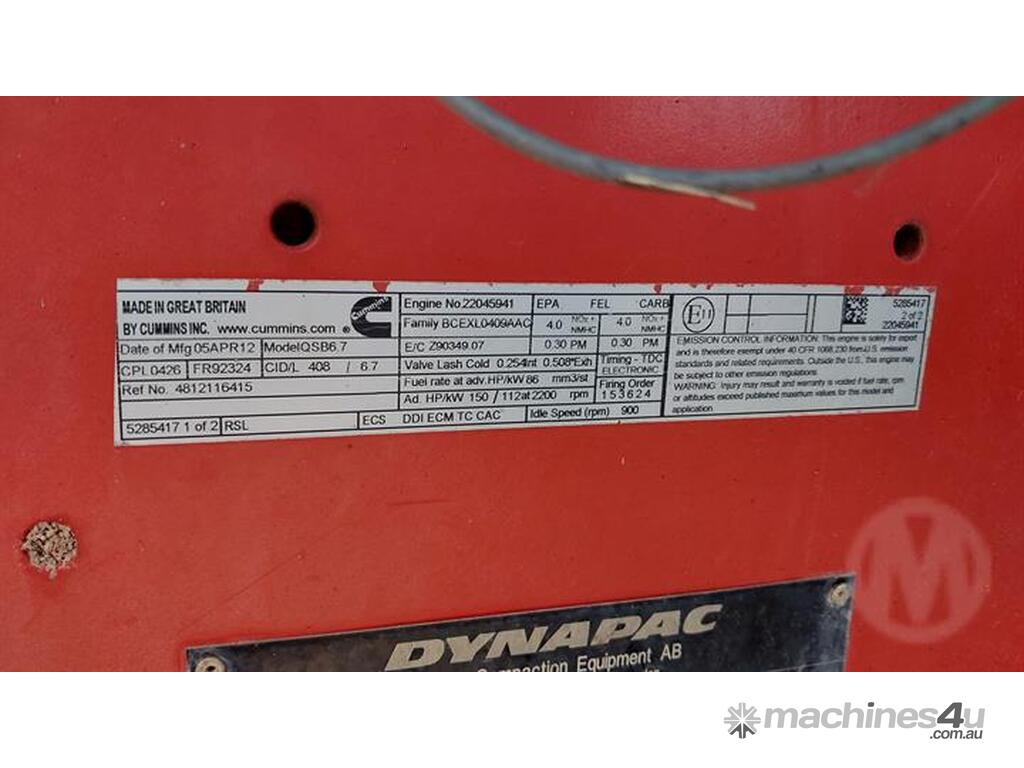 MADE IN GREAT BRITAIN
BY CUMMINS INC. www.cummins.com ®
Cummins
Date of Mfg 05APR12 Model QSB6.7
CPL 0426 FR92324 CID/L 408 / 6.7
Ref No. 4812116415
5285417 1 of 2 RSL
ECS DDI ECM TC CAC
Engine No. 22045941
Family BCEXL0409AAC
E/C Z90349.07
EPA FEL CARB
4.0 NOx + NMHC 4.0 NOx + NMHC
0.30 PM 0.30 PM
Valve Lash Cold 0.254 Int 0.508 Exh
Timing - TDC
ELECTRONIC
Fuel rate at adv. HP/kW 86 mm3/st
Firing Order
153624
Ad. HP/kW 150 / 112 at 2200 rpm
Idle Speed (rpm) 900
E11
5285417
2 of 2
22045941
EMISSION CONTROL INFORMATION: This engine is solely for export
and is therefore exempt under 40 CFR 1068.230 from U.S. emission
standards and related requirements. Outside the U.S., this engine may
be subject to other emission regulations.
WARNING: Injury may result and warranty is voided if fuel rate, rpm
or altitudes exceed published maximum values for this model and
application.
DYNAPAC
Compaction Equipment AB
M
machines4u
.com.au